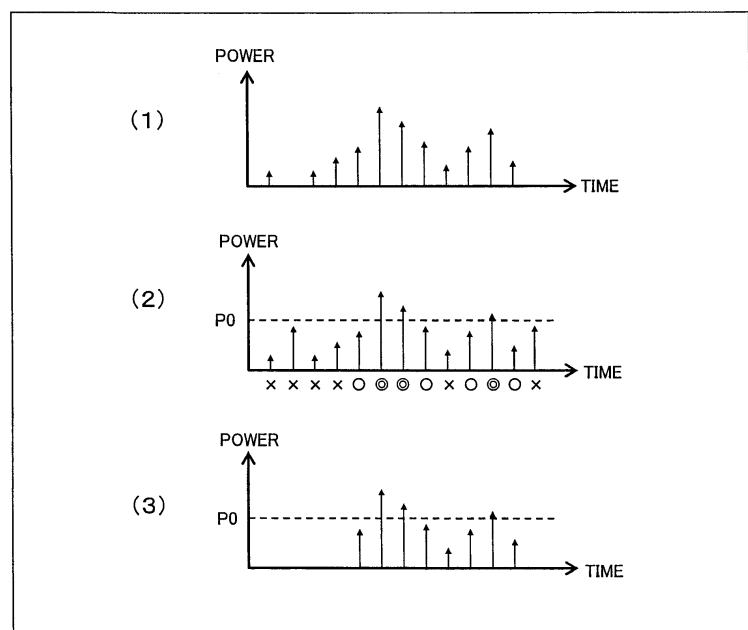 POWER
(1)
TIME
POWER
(2)
P0
TIME
× × × × ○ ◎ ◎ ○ × ○ ◎ ○ ×
POWER
(3)
P0
TIME